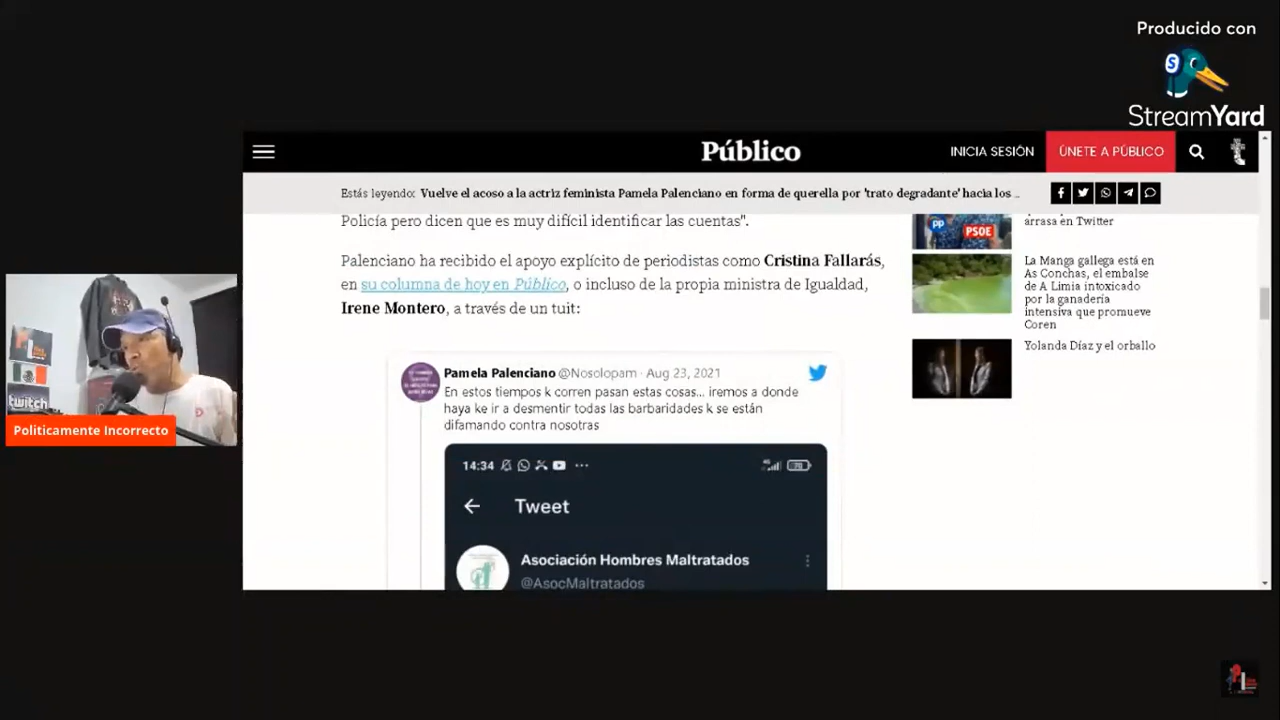 Producido con
StreamYard
Público
INICIA SESIÓN
ÚNETE A PÚBLICO
Estás leyendo: Vuelve el acoso a la actriz feminista Pamela Palenciano en forma de querella por 'trato degradante' hacia los ...
Policía pero dicen que es muy difícil identificar las cuentas".
Palenciano ha recibido el apoyo explícito de periodistas como Cristina Fallarás,
en su columna de hoy en Público, o incluso de la propia ministra de Igualdad,
Irene Montero, a través de un tuit:
Pamela Palenciano @Nosolopam · Aug 23, 2021
En estos tiempos k corren pasan estas cosas... iremos a donde
haya ke ir a desmentir todas las barbaridades k se están
difamando contra nosotras
14:34
Tweet
Asociación Hombres Maltratados
@AsocMaltratados
pp
PSOE
arrasa en Twitter
La Manga gallega está en
As Conchas, el embalse
de A Limia intoxicado
por la ganadería
intensiva que promueve
Coren
Yolanda Díaz y el orballo
twitch
Politicamente Incorrecto